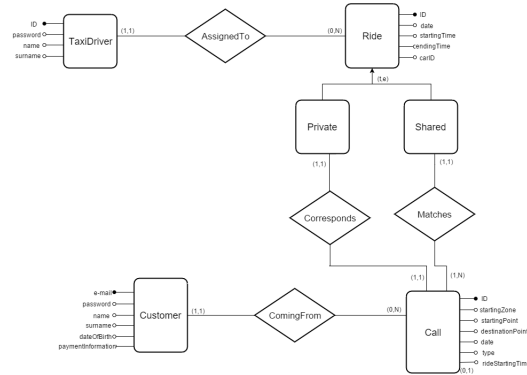 ID
password
name
surname
TaxiDriver
(1,1)
AssignedTo
(0,N)
Ride
ID
date
startingTime
endingTime
carID
(t,e)
Private
Shared
(1,1)
(1,1)
Corresponds
Matches
(1,1)
(1,N)
e-mail
password
name
surname
dateOfBirth
paymentInformation
Customer
(1,1)
ComingFrom
(0,N)
Call
ID
startingZone
startingPoint
destinationPoint
date
type
rideStartingTim
(0,1)